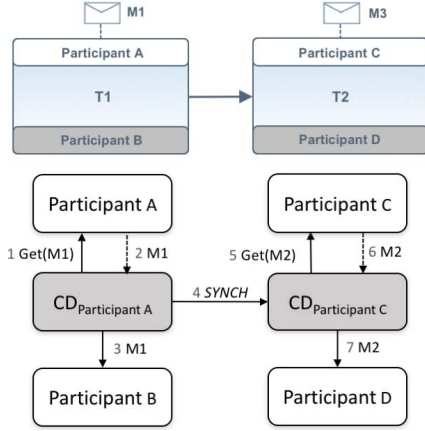 M1
M3
Participant A
Participant C
T1
T2
Participant B
Participant D
Participant A
Participant C
1 Get(M1)
2 M1
5 Get(M2)
6 M2
CDParticipant A
4 SYNCH
CDParticipant C
3 M1
7 M2
Participant B
Participant D